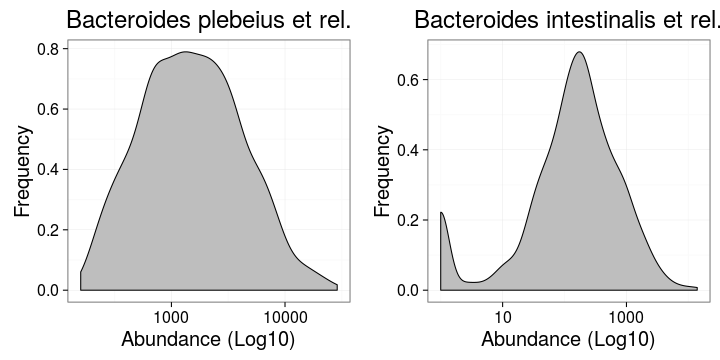 Bacteroides plebeius et rel.
Frequency
0.8
0.6
0.4
0.2
0.0
1000 10000
Abundance (Log10)
Bacteroides intestinalis et rel.
Frequency
0.6
0.4
0.2
0.0
10 1000
Abundance (Log10)